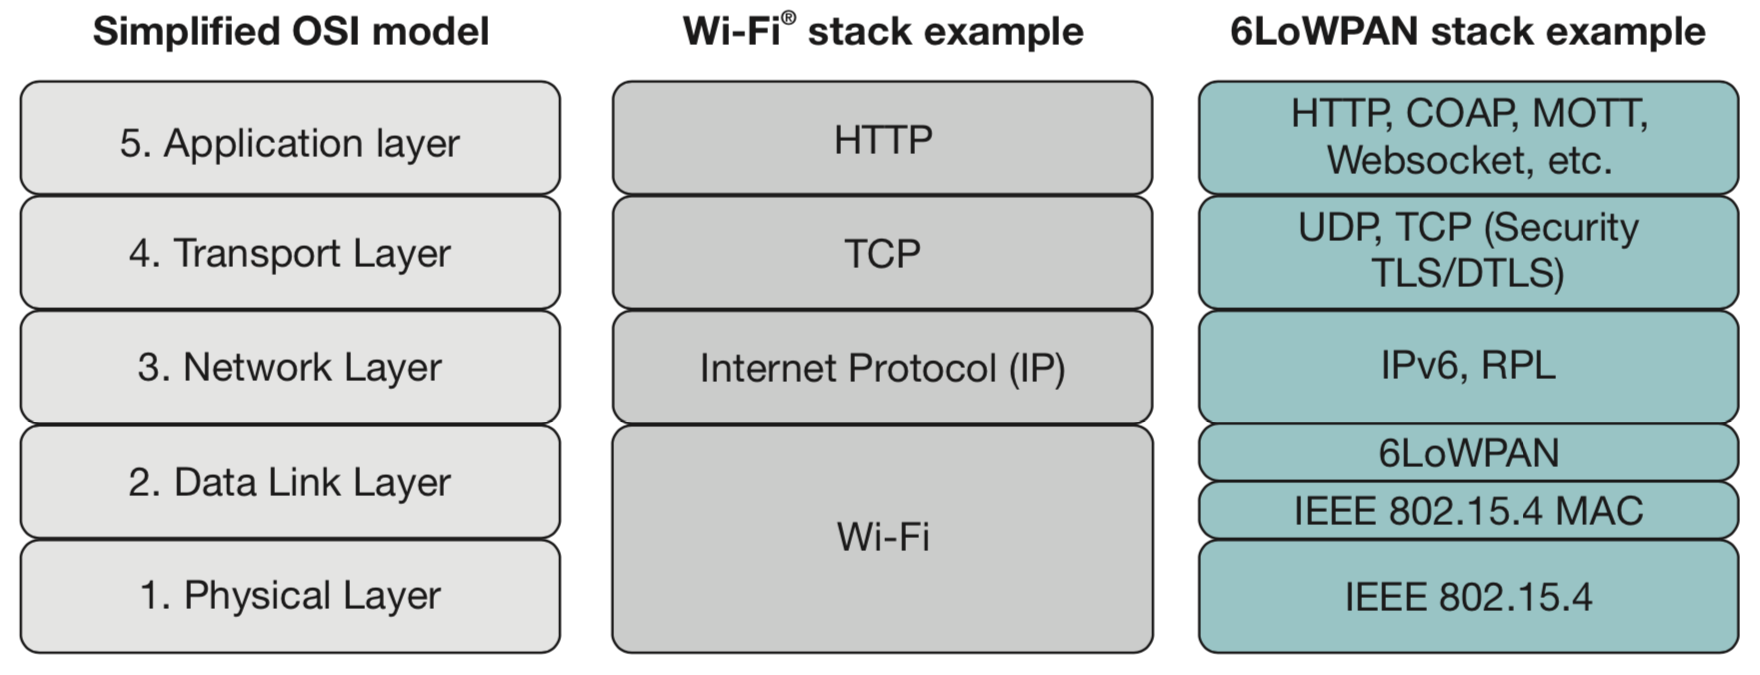 Simplified OSI model
5. Application layer
4. Transport Layer
3. Network Layer
2. Data Link Layer
1. Physical Layer
Wi-Fi® stack example
HTTP
TCP
Internet Protocol (IP)
Wi-Fi
6LoWPAN stack example
HTTP, COAP, MOTT,
Websocket, etc.
UDP, TCP (Security
TLS/DTLS)
IPv6, RPL
6LoWPAN
IEEE 802.15.4 MAC
IEEE 802.15.4